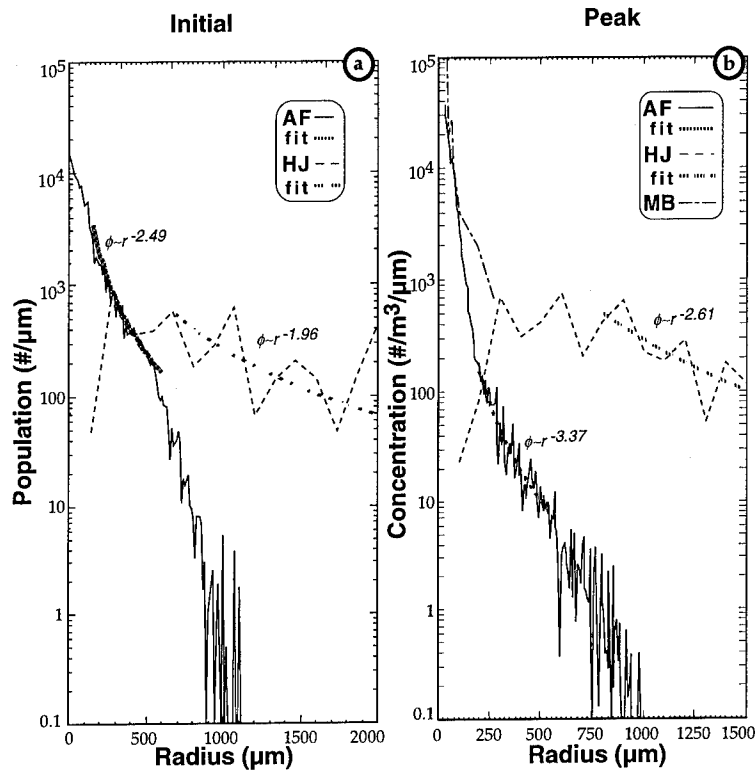 Initial
Peak
a
10^5
10^4
10^3
100
10
1
0.1
AF
fit
HJ
fit
ϕ~r^-2.49
ϕ~r^-1.96
Population (#/µm)
0
500
1000
1500
2000
Radius (µm)
b
10^5
10^4
10^3
100
10
1
0.1
AF
fit
HJ
fit
MB
ϕ~r^-2.61
ϕ~r^-3.37
Concentration (#/m^3/µm)
0
250
500
750
1000
1250
1500
Radius (µm)